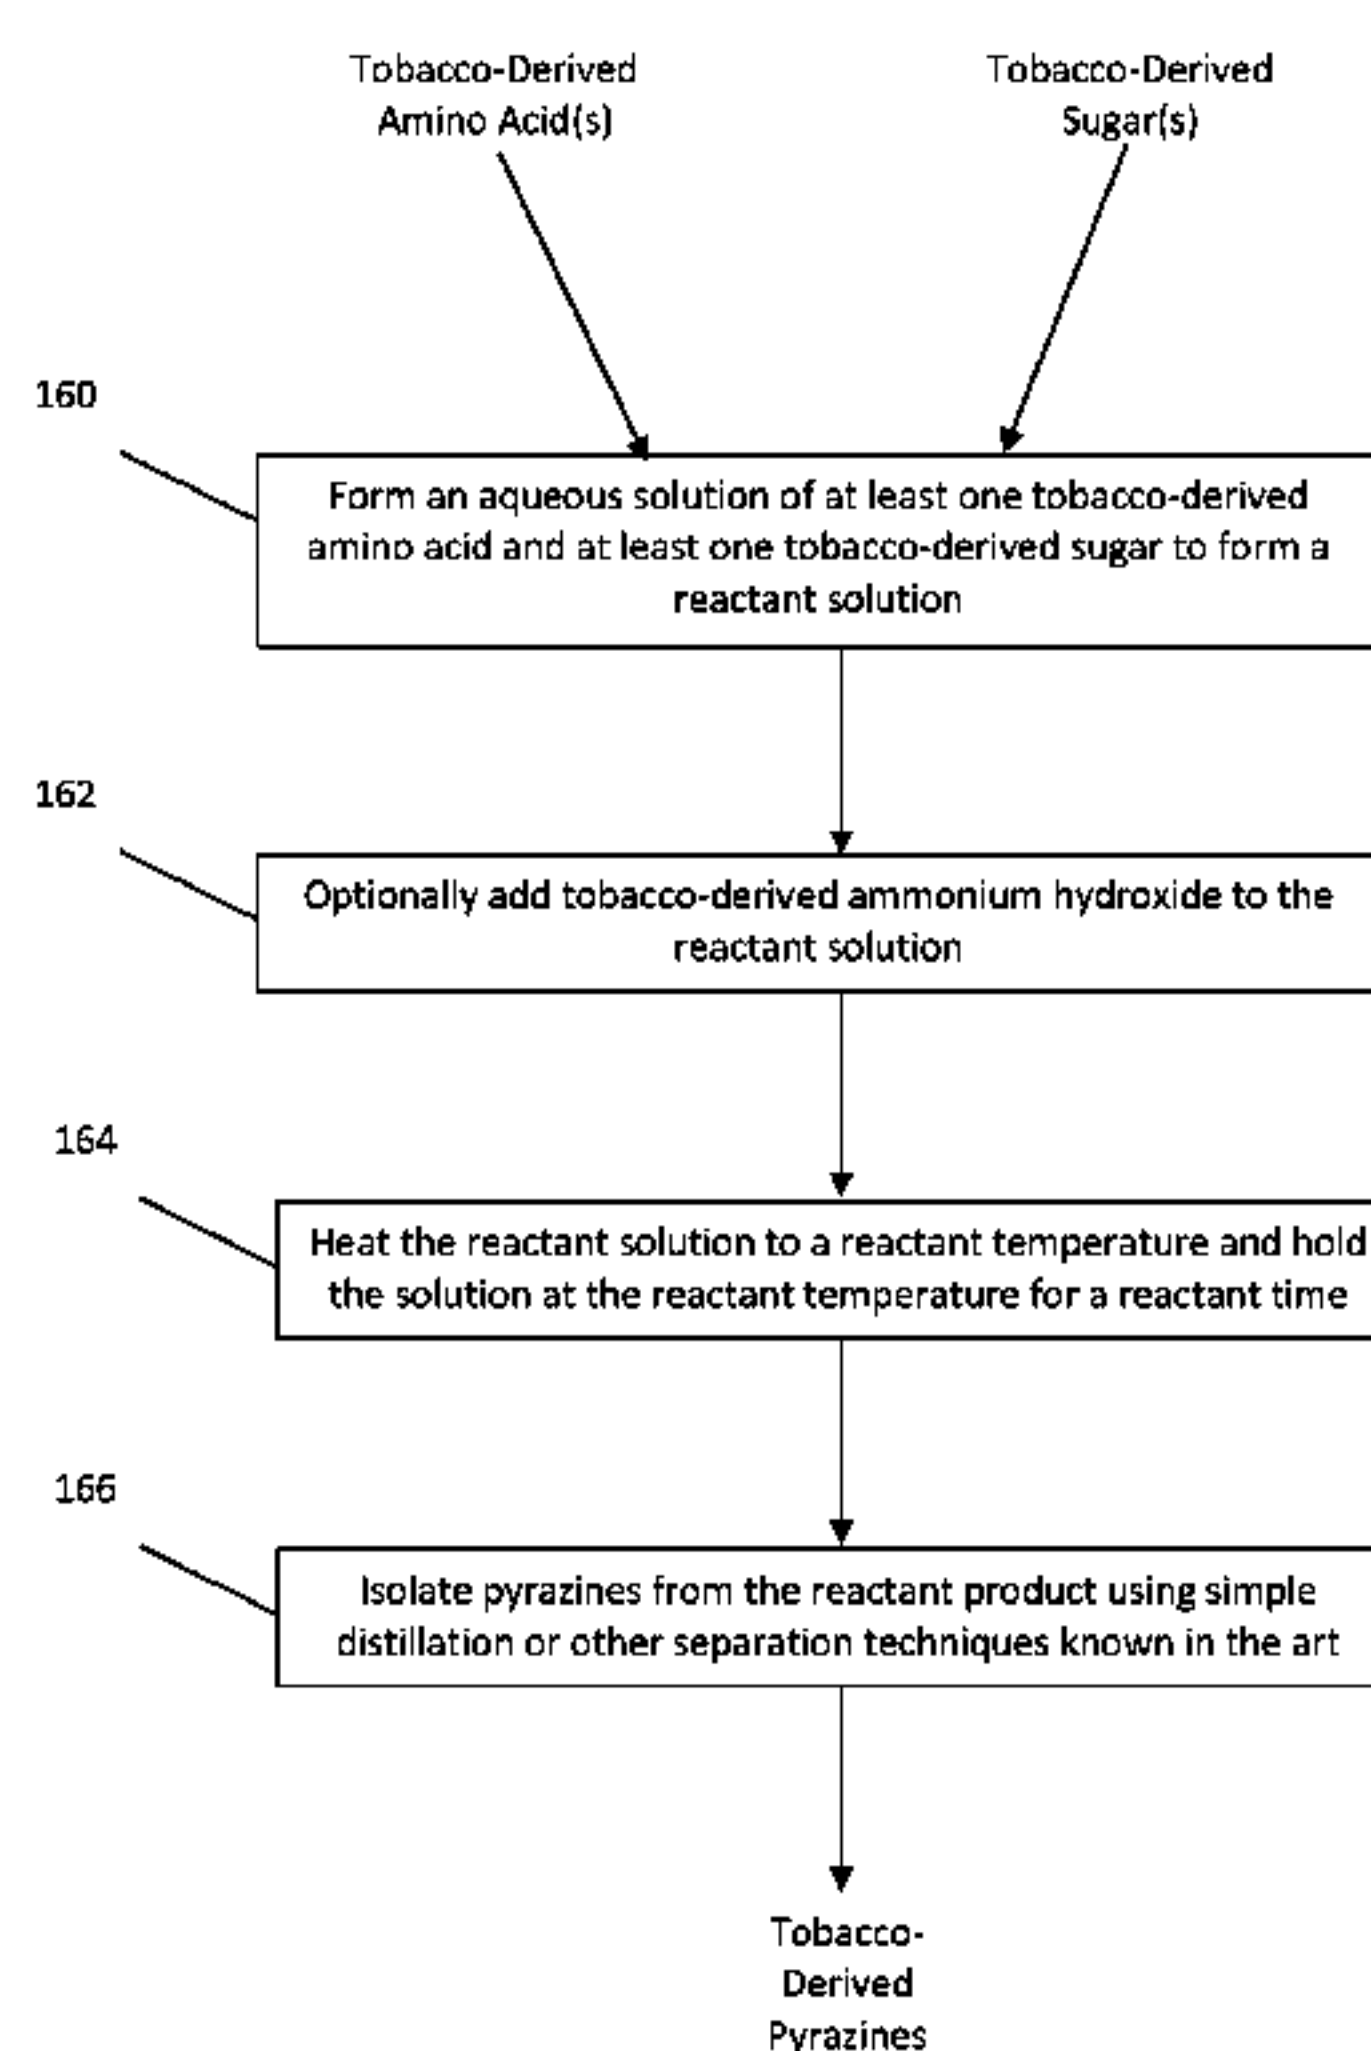 Tobacco-Derived
Amino Acid(s)
Tobacco-Derived
Sugar(s)
160
Form an aqueous solution of at least one tobacco-derived
amino acid and at least one tobacco-derived sugar to form a
reactant solution
162
Optionally add tobacco-derived ammonium hydroxide to the
reactant solution
164
Heat the reactant solution to a reactant temperature and hold
the solution at the reactant temperature for a reactant time
166
Isolate pyrazines from the reactant product using simple
distillation or other separation techniques known in the art
Tobacco-
Derived
Pyrazines